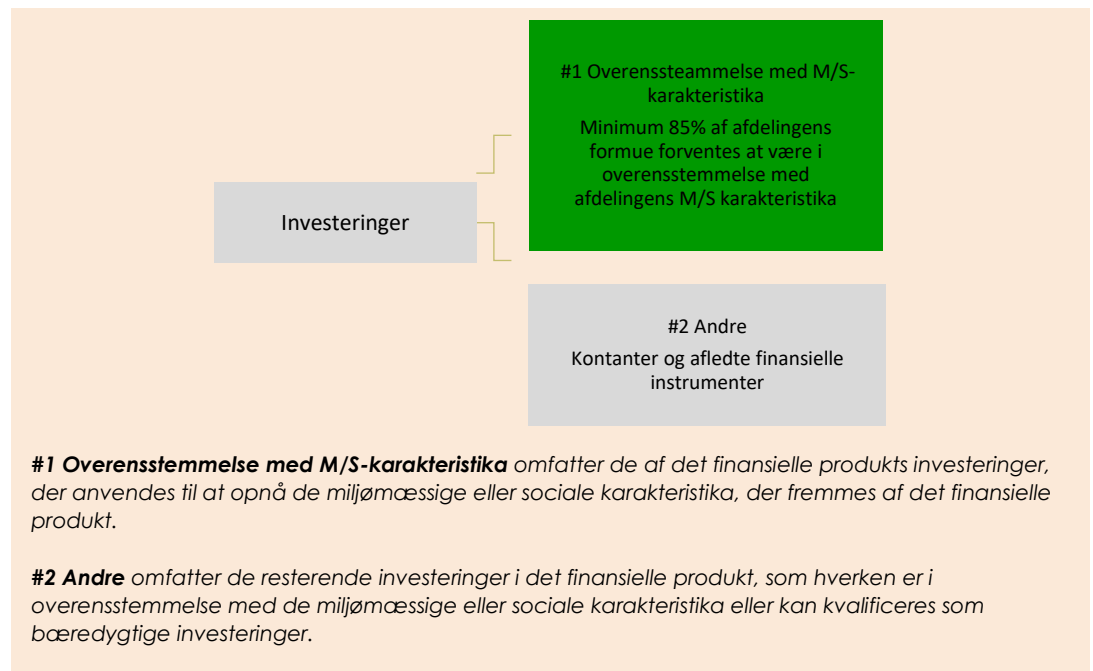 #1 Overenssteammelse med M/S-
karakteristika
Minimum 85% af afdelingens
formue forventes at være i
overensstemmelse med
afdelingens M/S karakteristika
Investeringer
#2 Andre
Kontanter og afledte finansielle
instrumenter
#1 Overensstemmelse med M/S-karakteristika omfatter de af det finansielle produkts investeringer,
der anvendes til at opnå de miljømæssige eller sociale karakteristika, der fremmes af det finansielle
produkt.
#2 Andre omfatter de resterende investeringer i det finansielle produkt, som hverken er i
overensstemmelse med de miljømæssige eller sociale karakteristika eller kan kvalificeres som
bæredygtige investeringer.